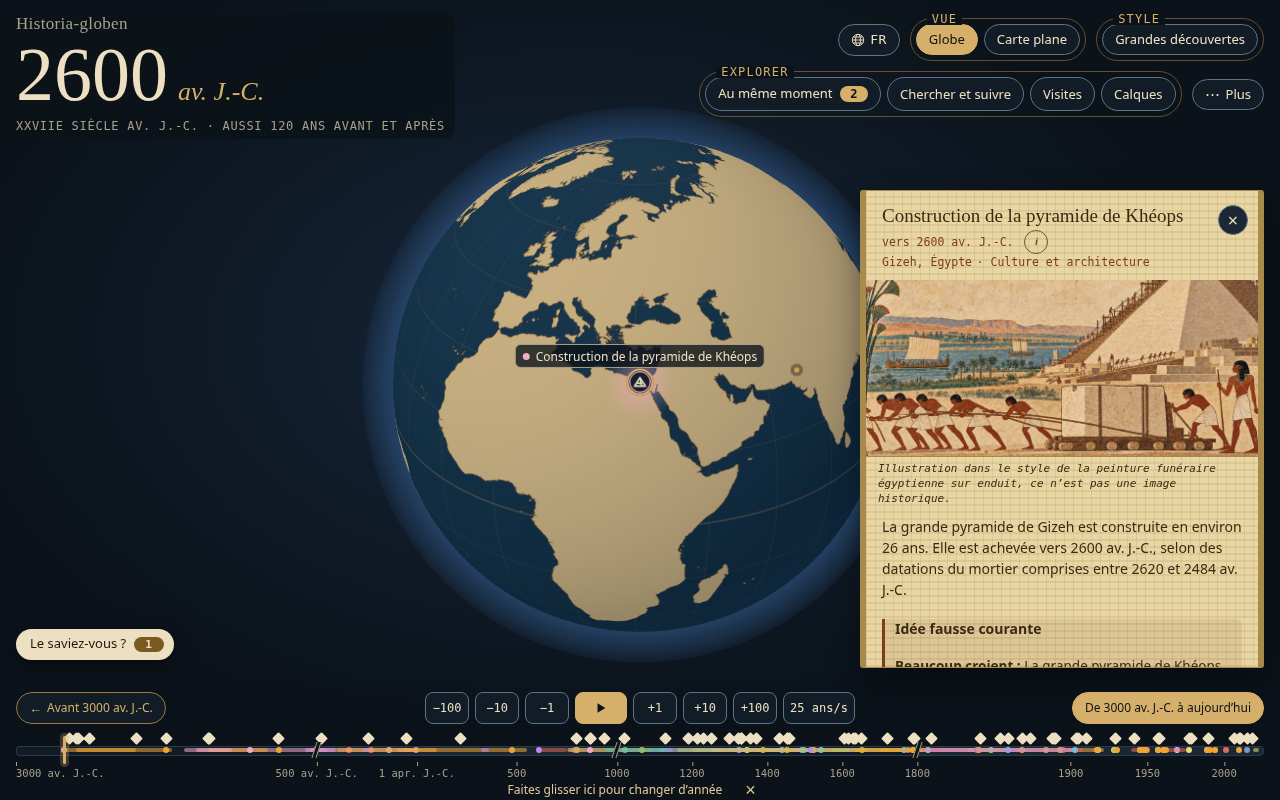 Historia-globen
2600 av. J.-C.
XXVIIE SIÈCLE AV. J.-C. · AUSSI 120 ANS AVANT ET APRÈS
FR
VUE
Globe
Carte plane
STYLE
Grandes découvertes
EXPLORER
Au même moment 2
Chercher et suivre
Visites
Calques
⋯ Plus
Construction de la pyramide de Khéops
Construction de la pyramide de Khéops
×
vers 2600 av. J.-C. i
Gizeh, Égypte · Culture et architecture
Illustration dans le style de la peinture funéraire
égyptienne sur enduit, ce n’est pas une image
historique.
La grande pyramide de Gizeh est construite en environ
26 ans. Elle est achevée vers 2600 av. J.-C., selon des
datations du mortier comprises entre 2620 et 2484 av.
J.-C.
Idée fausse courante
Beaucoup croient : La grande pyramide de Khéops
Le saviez-vous ? 1
← Avant 3000 av. J.-C.
−100
−10
−1
+1
+10
+100
25 ans/s
De 3000 av. J.-C. à aujourd’hui
3000 av. J.-C.
500 av. J.-C.
1 apr. J.-C.
500
1000
1200
1400
1600
1800
1900
1950
2000
Faites glisser ici pour changer d’année ×